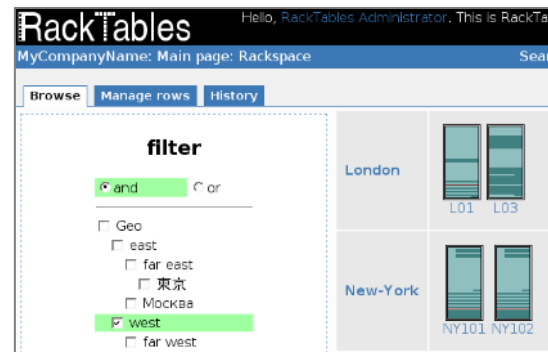 RackTables
Hello, RackTables Administrator. This is RackTa
MyCompanyName: Main page: Rackspace
Sear
Browse Manage rows History
filter
and or
Geo
east
far east
東京
Москва
west
far west
London
L01 L03
New-York
NY101 NY102